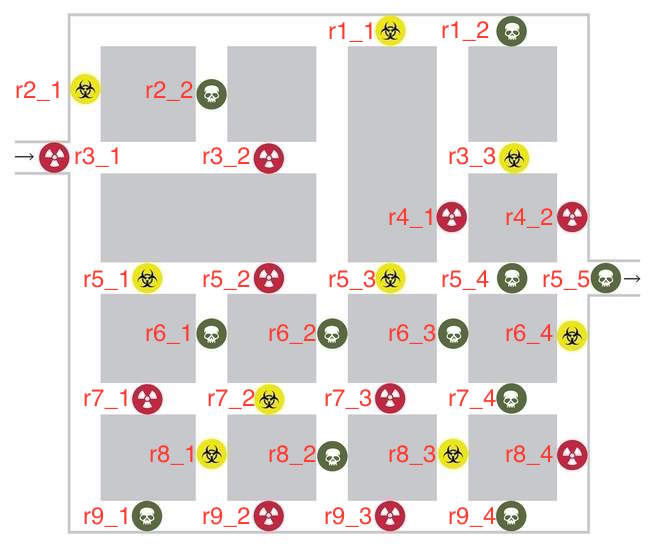 r1_1 r1_2
r2_1 r2_2
r3_1 r3_2 r3_3
r4_1 r4_2
r5_1 r5_2 r5_3 r5_4 r5_5
r6_1 r6_2 r6_3 r6_4
r7_1 r7_2 r7_3 r7_4
r8_1 r8_2 r8_3 r8_4
r9_1 r9_2 r9_3 r9_4